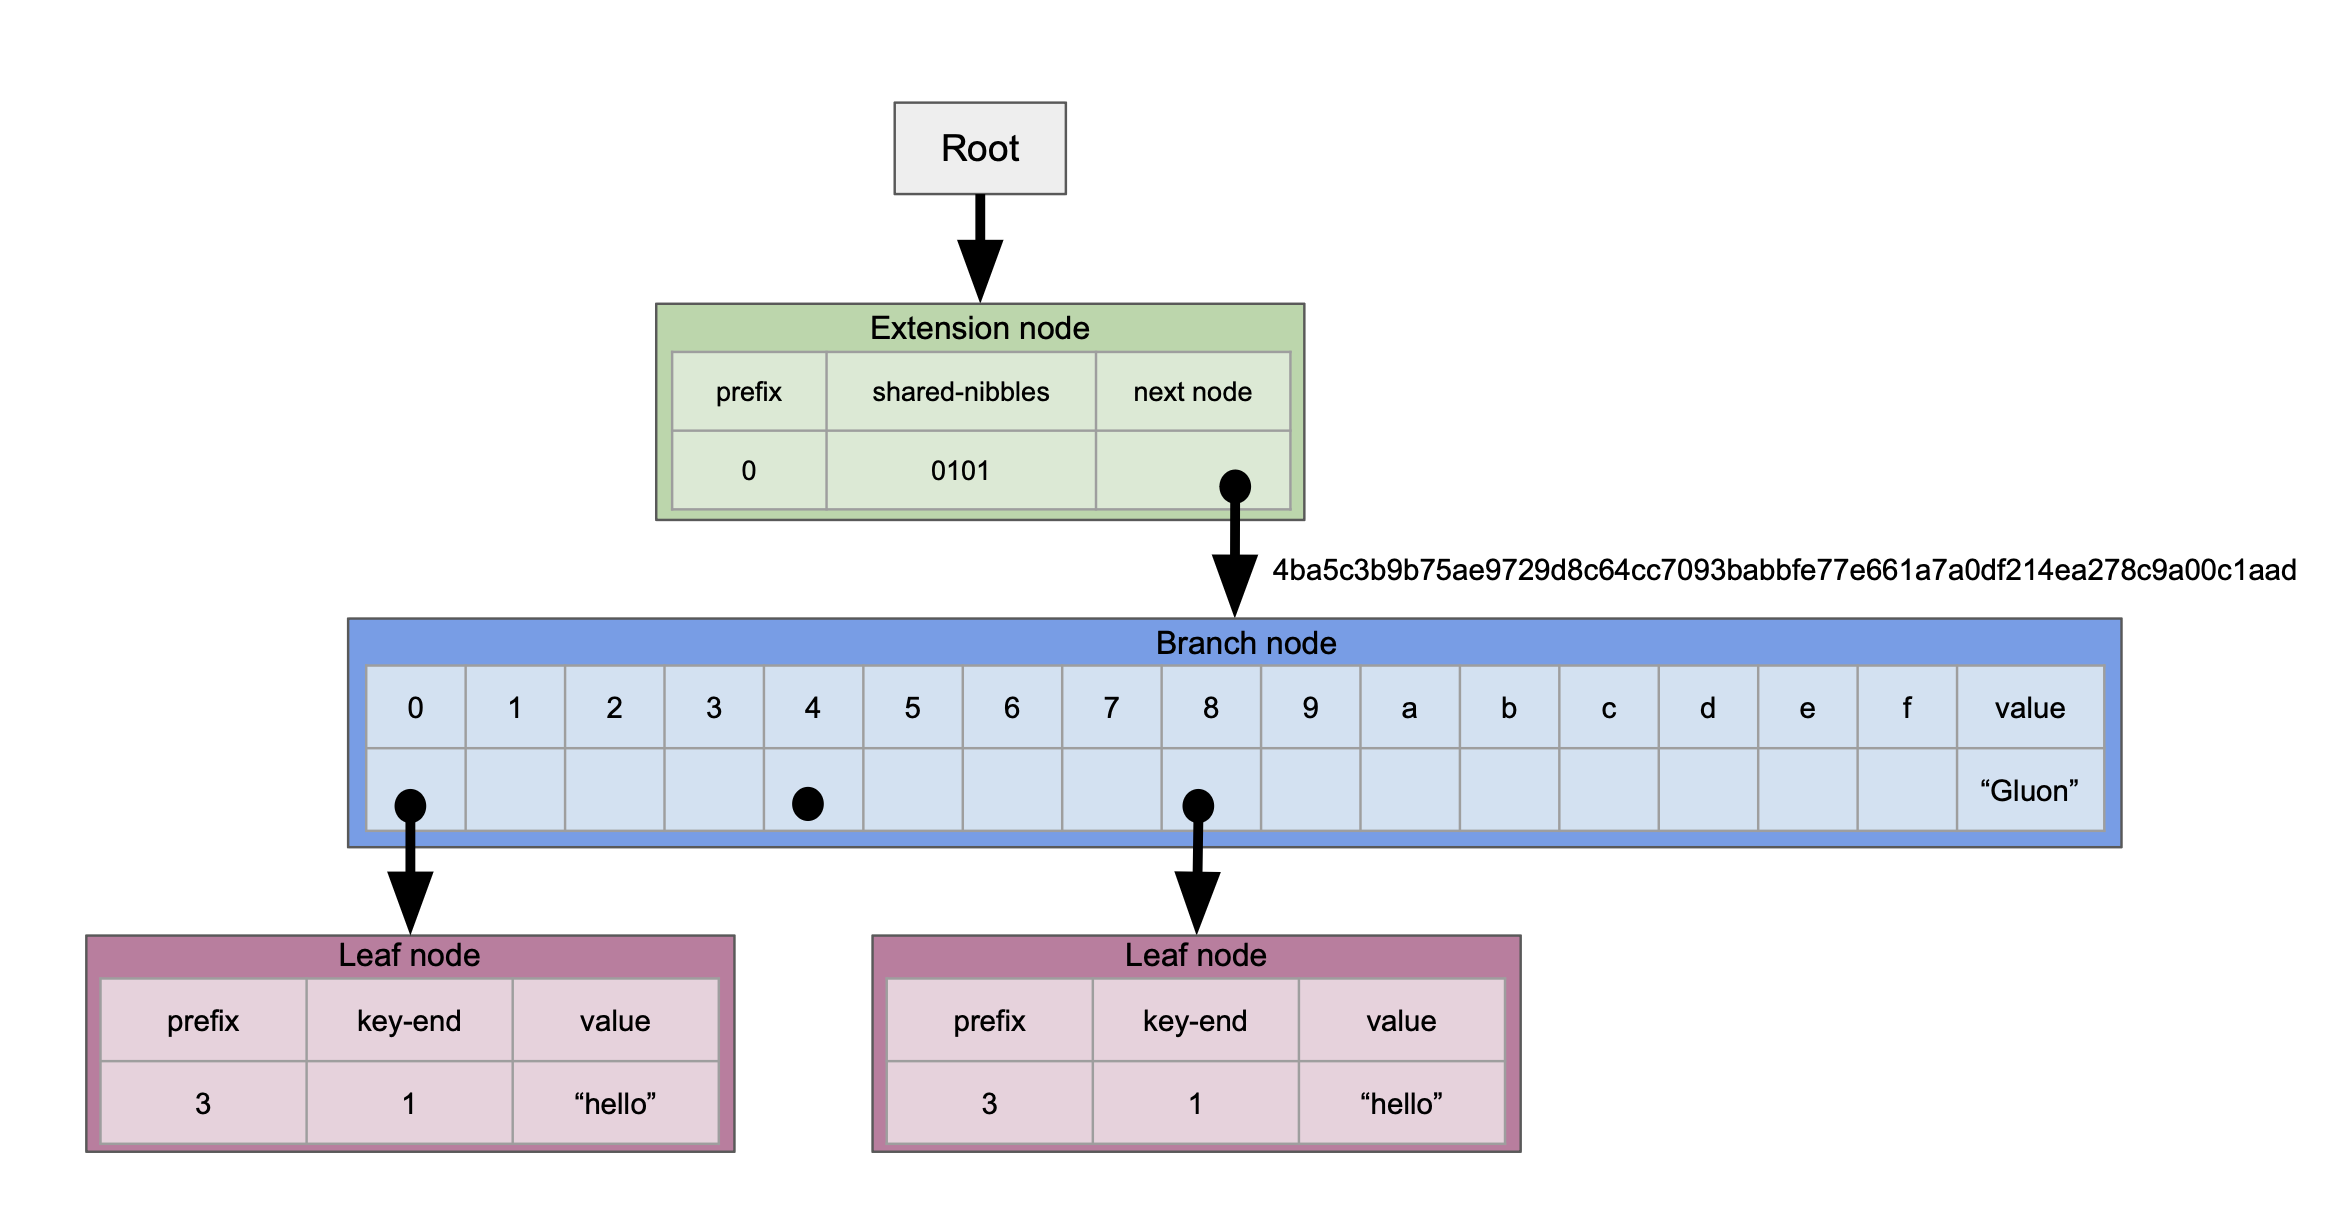 Root
Extension node
prefix shared-nibbles next node
0 0101
4ba5c3b9b75ae9729d8c64cc7093babbfe77e661a7a0df214ea278c9a00c1aad
Branch node
0 1 2 3 4 5 6 7 8 9 a b c d e f value
“Gluon”
Leaf node
prefix key-end value
3 1 “hello”
Leaf node
prefix key-end value
3 1 “hello”